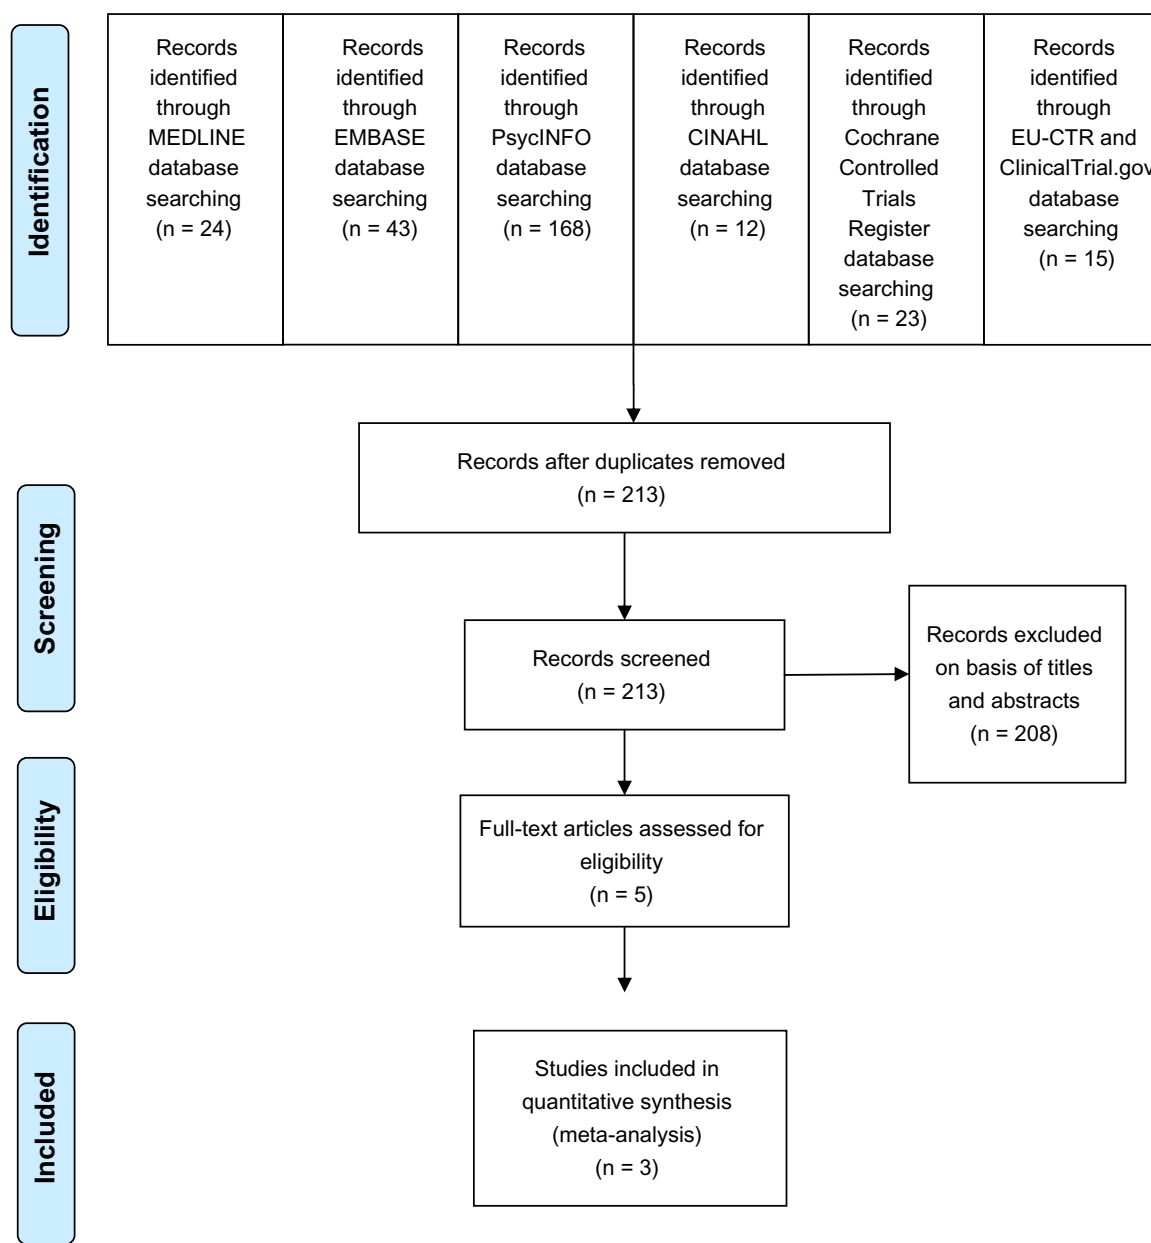 Identification
Records
identified
through
MEDLINE
database
searching
(n = 24)
Records
identified
through
EMBASE
database
searching
(n = 43)
Records
identified
through
PsycINFO
database
searching
(n = 168)
Records
identified
through
CINAHL
database
searching
(n = 12)
Records
identified
through
Cochrane
Controlled
Trials
Register
database
searching
(n = 23)
Records
identified
through
EU-CTR and
ClinicalTrial.gov
database
searching
(n = 15)
Records after duplicates removed
(n = 213)
Screening
Records screened
(n = 213)
Records excluded
on basis of titles
and abstracts
(n = 208)
Eligibility
Full-text articles assessed for
eligibility
(n = 5)
Included
Studies included in
quantitative synthesis
(meta-analysis)
(n = 3)